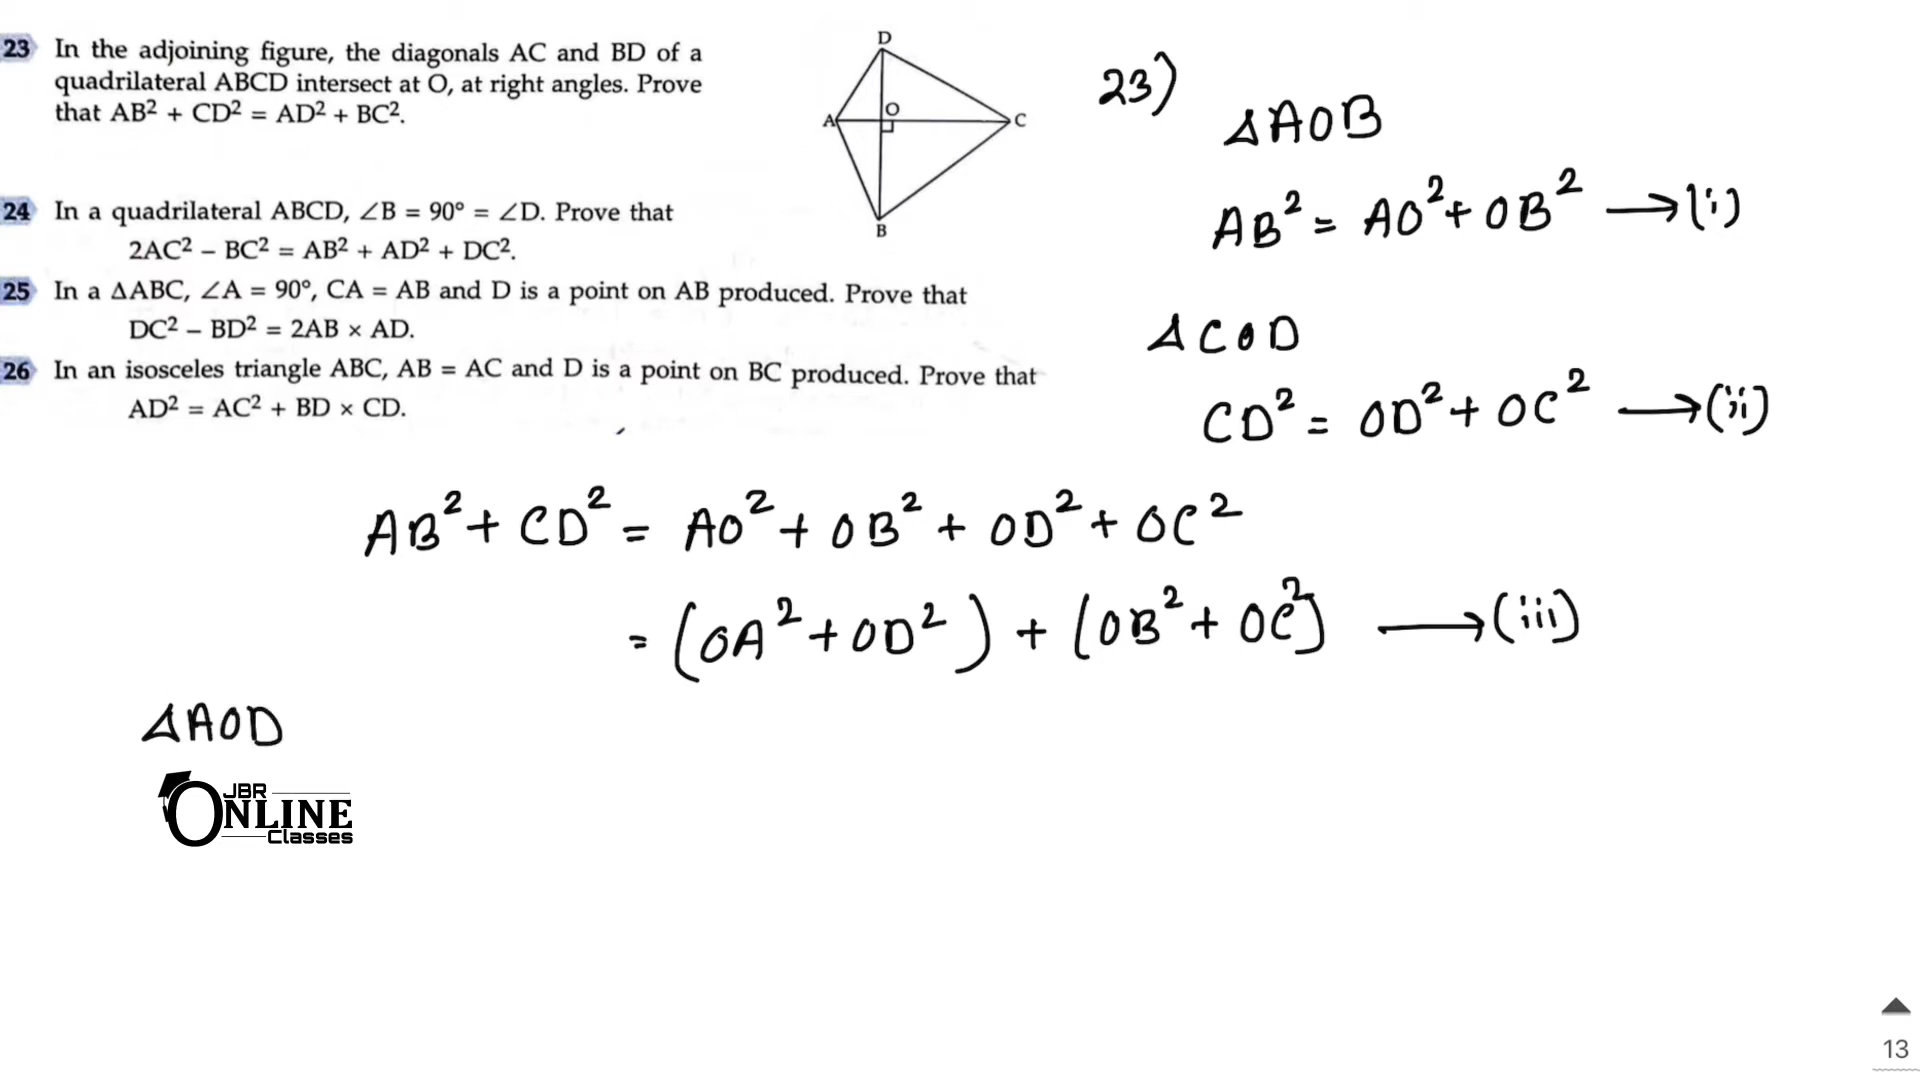 23 In the adjoining figure, the diagonals AC and BD of a
quadrilateral ABCD intersect at O, at right angles. Prove
that AB² + CD² = AD² + BC².
D
A
O
C
B
24 In a quadrilateral ABCD, ∠B = 90° = ∠D. Prove that
2AC² – BC² = AB² + AD² + DC².
25 In a ΔABC, ∠A = 90°, CA = AB and D is a point on AB produced. Prove that
DC² – BD² = 2AB × AD.
26 In an isosceles triangle ABC, AB = AC and D is a point on BC produced. Prove that
AD² = AC² + BD × CD.
23)
ΔAOB
AB² = AO² + OB² → (i)
ΔCOD
CD² = OD² + OC² → (ii)
AB² + CD² = AO² + OB² + OD² + OC²
= (OA² + OD²) + (OB² + OC²) → (iii)
ΔAOD
JBR
ONLINE
Classes
13